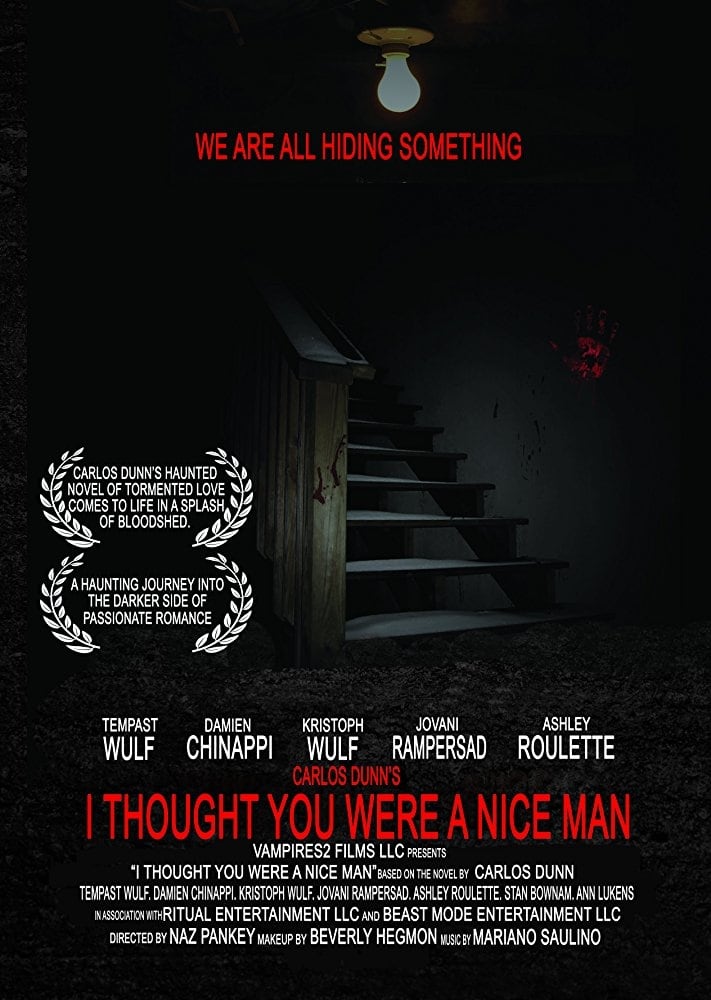 WE ARE ALL HIDING SOMETHING
CARLOS DUNN'S HAUNTED
NOVEL OF TORMENTED LOVE
COMES TO LIFE IN A SPLASH
OF BLOODSHED.
A HAUNTING JOURNEY INTO
THE DARKER SIDE OF
PASSIONATE ROMANCE
TEMPAST WULF
DAMIEN CHINAPPI
KRISTOPH WULF
JOVANI RAMPERSAD
ASHLEY ROULETTE
CARLOS DUNN'S
I THOUGHT YOU WERE A NICE MAN
VAMPIRES2 FILMS LLC PRESENTS
"I THOUGHT YOU WERE A NICE MAN" BASED ON THE NOVEL BY CARLOS DUNN
TEMPAST WULF. DAMIEN CHINAPPI. KRISTOPH WULF. JOVANI RAMPERSAD. ASHLEY ROULETTE. STAN BOWNAM. ANN LUKENS
IN ASSOCIATION WITH RITUAL ENTERTAINMENT LLC AND BEAST MODE ENTERTAINMENT LLC
DIRECTED BY NAZ PANKEY MAKEUP BY BEVERLY HEGMON MUSIC BY MARIANO SAULINO